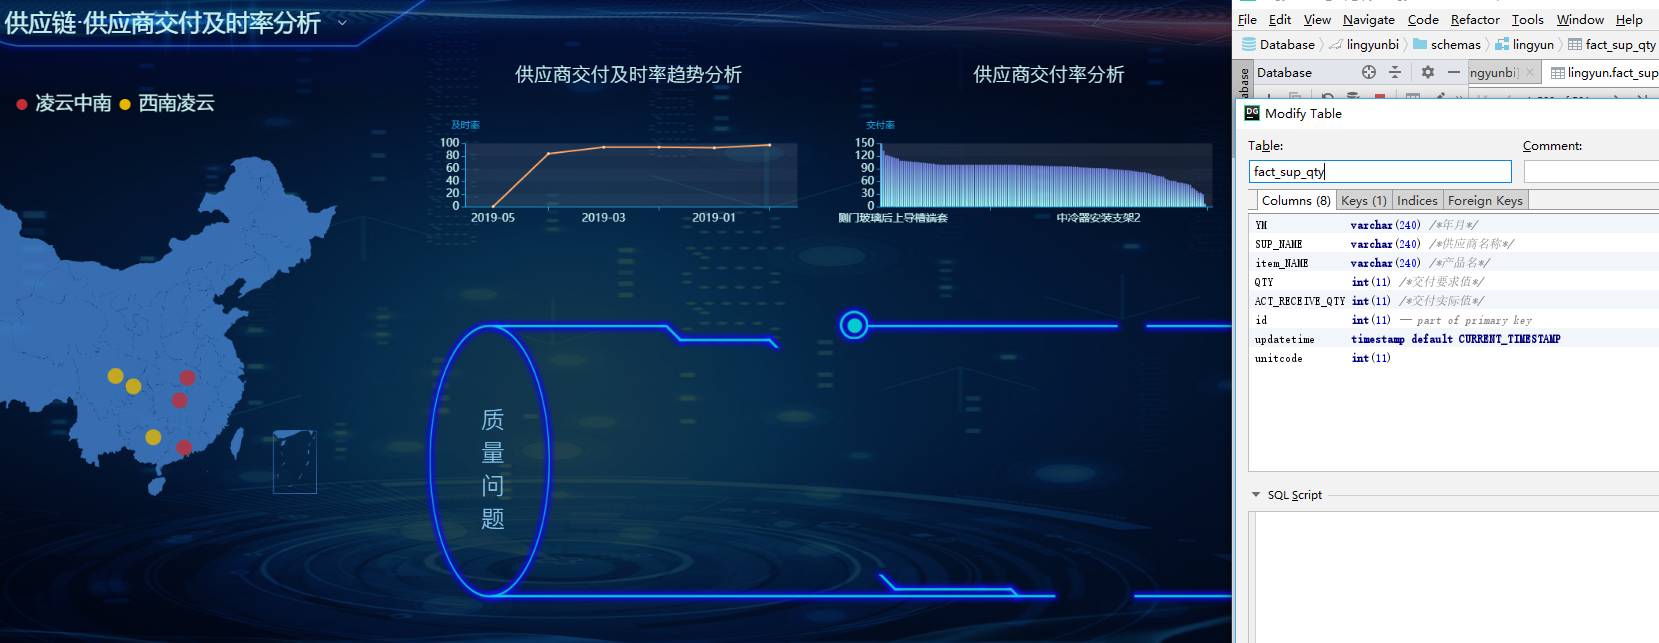 供应链·供应商交付及时率分析
凌云中南 西南凌云
供应商交付及时率趋势分析
及时率
100
80
60
40
20
0
2019-05 2019-03 2019-01
供应商交付率分析
交付率
150
120
90
60
30
0
侧门玻璃后上导槽端套 中冷器安装支架2
质
量
问
题
File Edit View Navigate Code Refactor Tools Window Help
Database lingyunbi schemas lingyun fact_sup_qty
Database
ngyunbi] lingyun.fact_sup
Modify Table
Table: Comment:
fact_sup_qty
Columns (8) Keys (1) Indices Foreign Keys
YM varchar(240) /*年月*/
SUP_NAME varchar(240) /*供应商名称*/
item_NAME varchar(240) /*产品名*/
QTY int(11) /*交付要求值*/
ACT_RECEIVE_QTY int(11) /*交付实际值*/
id int(11) — part of primary key
updatetime timestamp default CURRENT_TIMESTAMP
unitcode int(11)
SQL Script